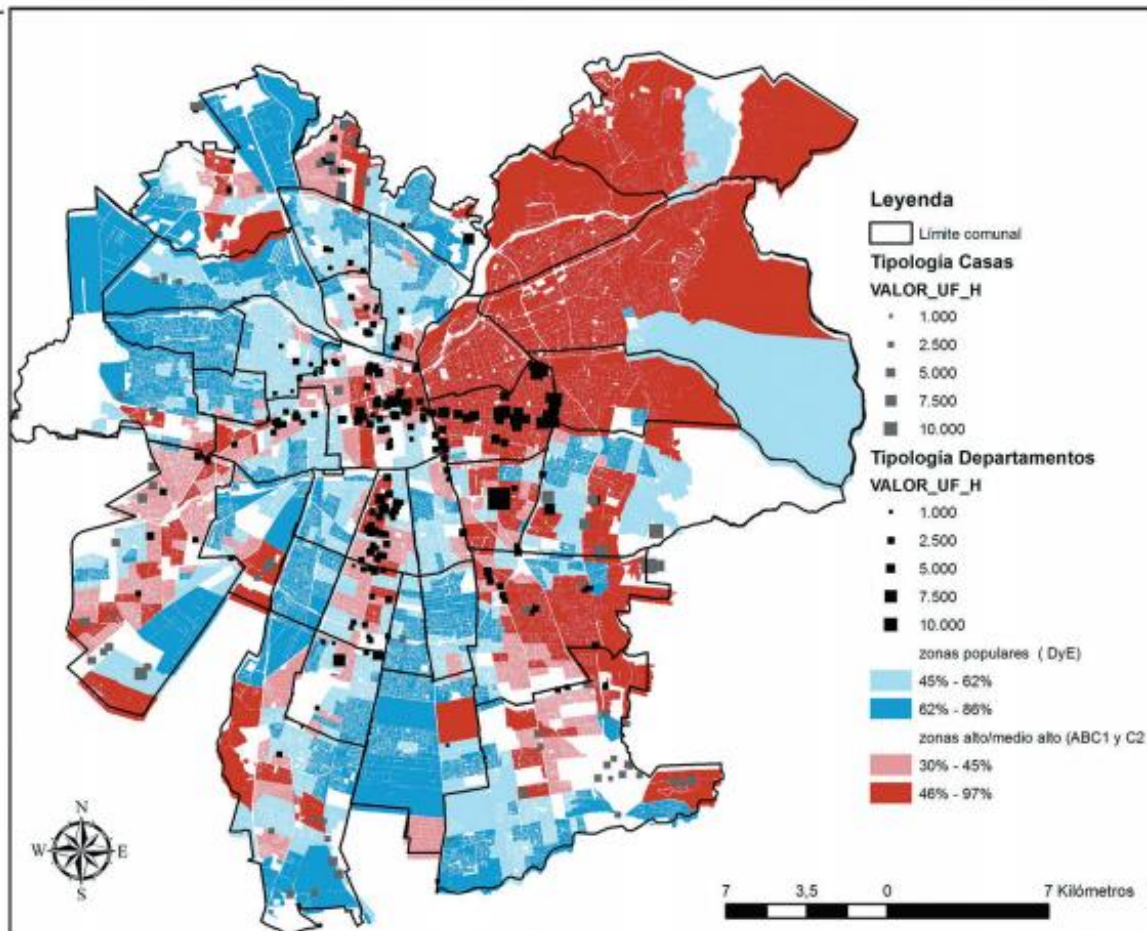 Leyenda
Límite comunal
Tipología Casas
VALOR_UF_H
1.000
2.500
5.000
7.500
10.000
Tipología Departamentos
VALOR_UF_H
1.000
2.500
5.000
7.500
10.000
zonas populares ( DyE)
45% - 62%
62% - 86%
zonas alto/medio alto (ABC1 y C2
30% - 45%
46% - 97%
N
W E
S
7 3,5 0 7 Kilómetros